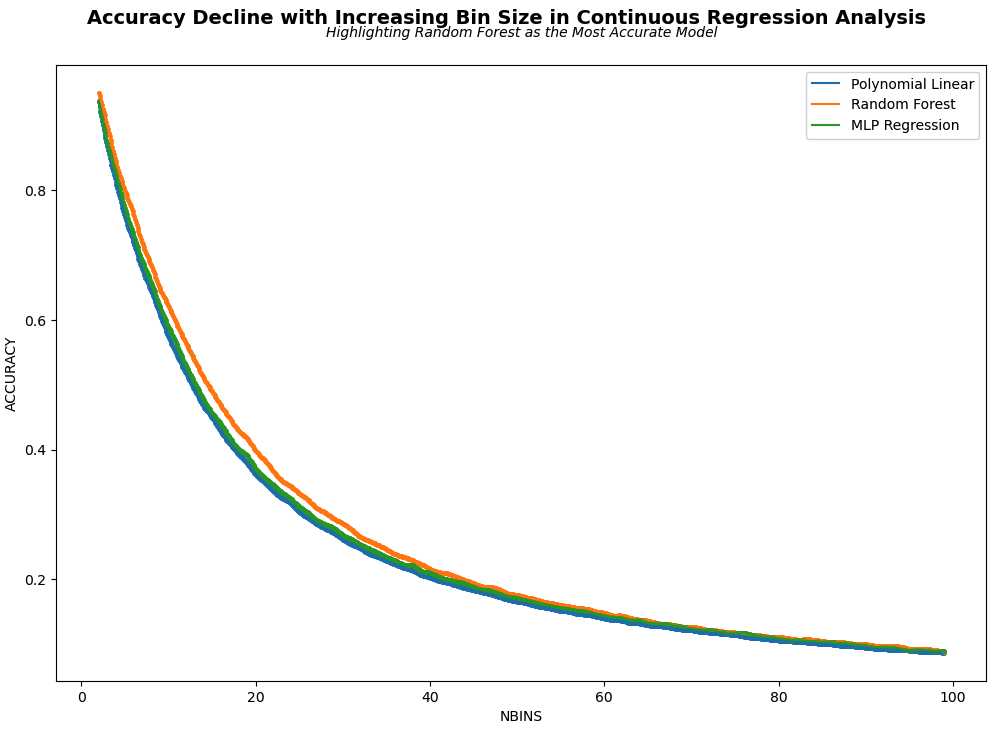 Accuracy Decline with Increasing Bin Size in Continuous Regression Analysis
Highlighting Random Forest as the Most Accurate Model
Polynomial Linear
Random Forest
MLP Regression
0.8
0.6
0.4
0.2
ACCURACY
0 20 40 60 80 100
NBINS